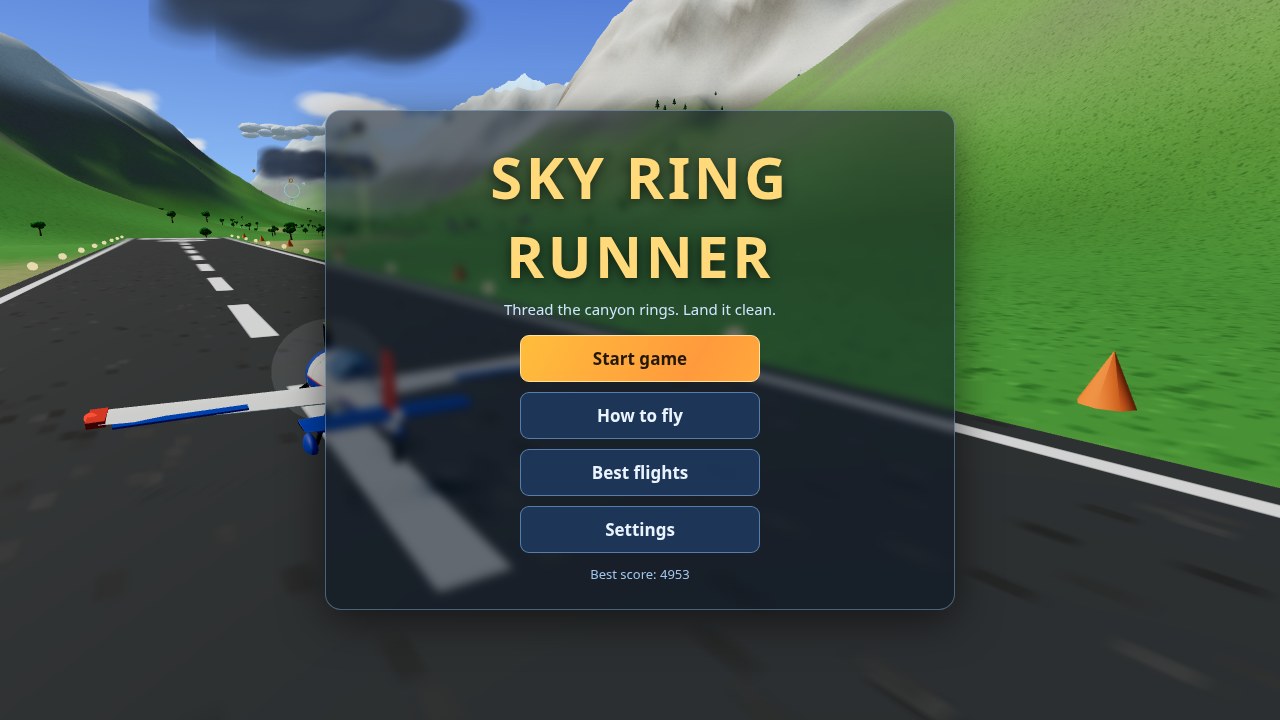 SKY RING
RUNNER
Thread the canyon rings. Land it clean.
Start game
How to fly
Best flights
Settings
Best score: 4953